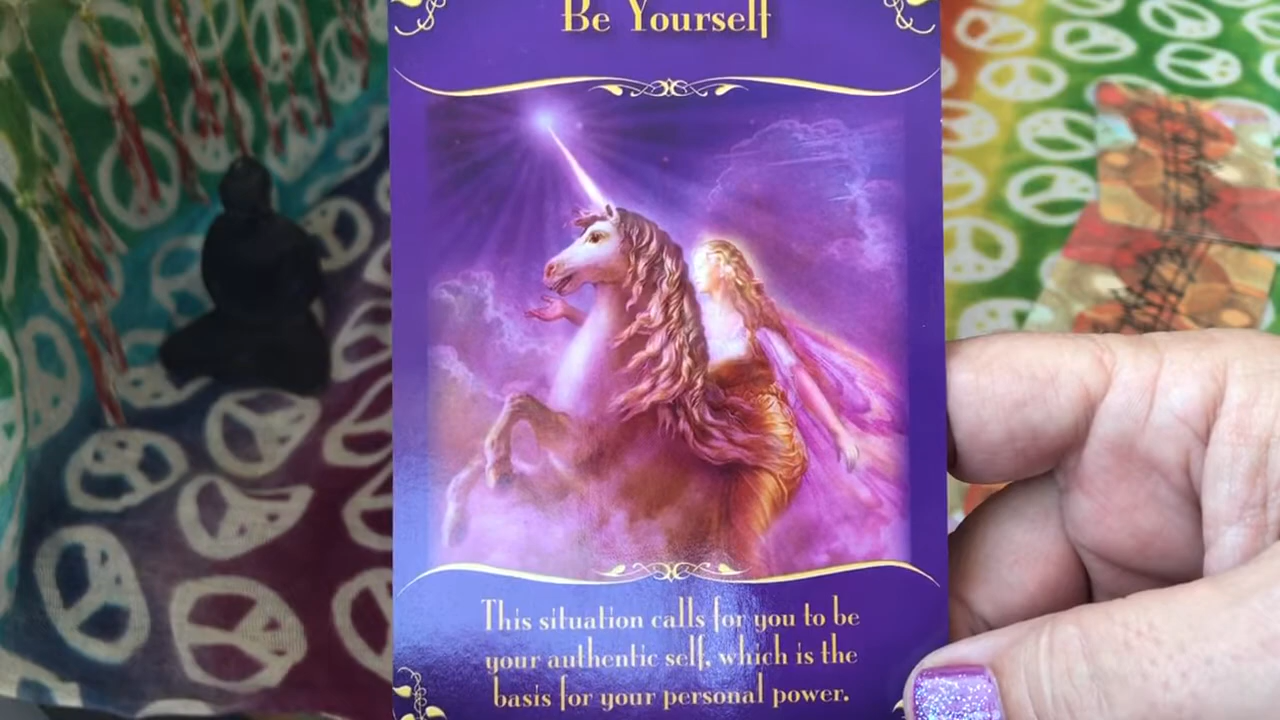 Be Yourself
This situation calls for you to be
your authentic self, which is the
basis for your personal power.